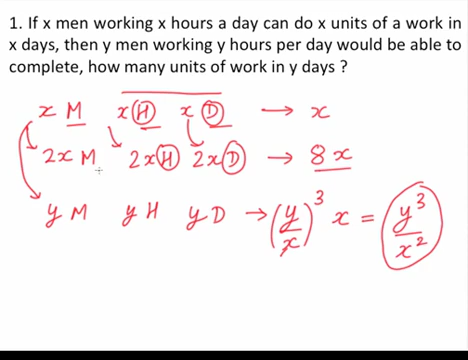 1. If x men working x hours a day can do x units of a work in
x days, then y men working y hours per day would be able to
complete, how many units of work in y days ?
x M x H x D → x
2x M 2x H 2x D → 8x
y M y H y D → (y/x)³ x = y³/x²